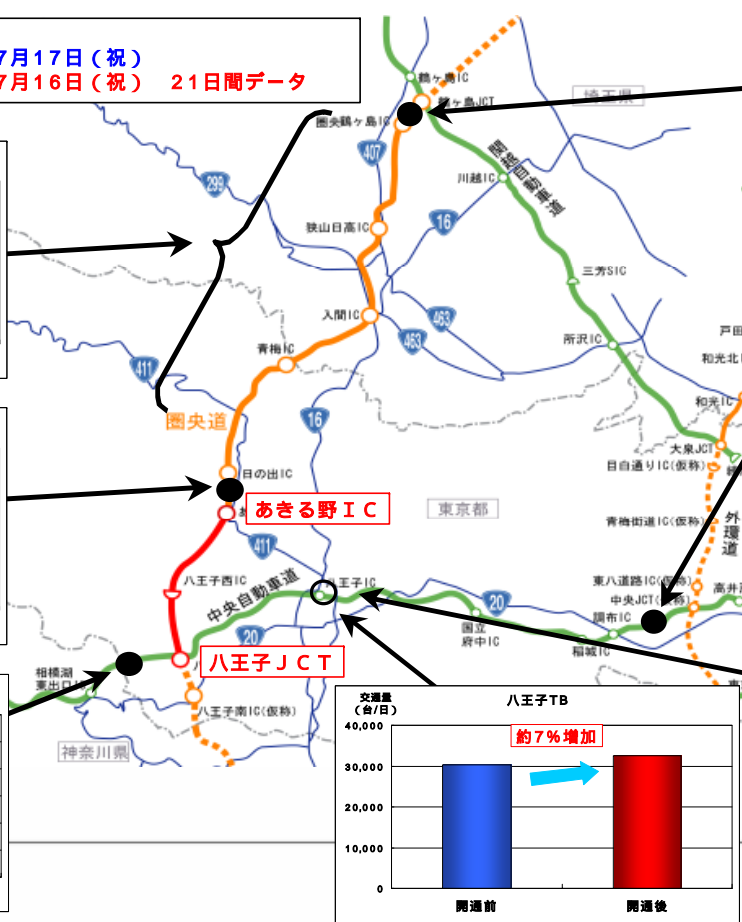 7月17日（祝）
7月16日（祝）　21日間データ
鶴ヶ島IC
鶴ヶ島JCT
埼玉県
圏央鶴ヶ島IC
407
関越自動車道
299
川越IC
狭山日高IC
16
三芳SIC
入間IC
463
463
所沢IC
青梅IC
411
和光北I
和光IC
圏央道
16
大泉JCT
目白通りIC(仮称)
日の出IC
あきる野ＩＣ
東京都
青梅街道IC(仮称)
外環道
411
八王子西IC
中央自動車道
八王子IC
東八道路IC(仮称)
中央JCT(仮称)
高井
20
国立
府中IC
調布IC
稲城IC
20
八王子ＪＣＴ
相模湖
東出口IC
八王子南IC(仮称)
神奈川県
交通量
（台/日）
八王子TB
40,000
約7％増加
30,000
20,000
10,000
0
開通前
開通後